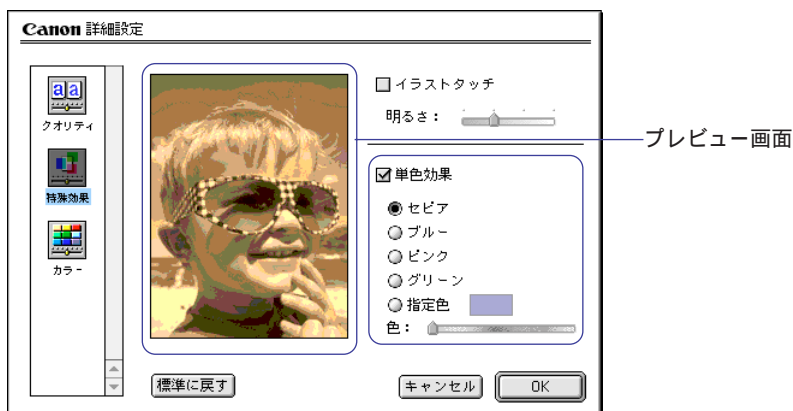 Canon 詳細設定
クオリティ
特殊効果
カラー
イラストタッチ
明るさ：
プレビュー画面
単色効果
セピア
ブルー
ピンク
グリーン
指定色
色：
標準に戻す
キャンセル
OK